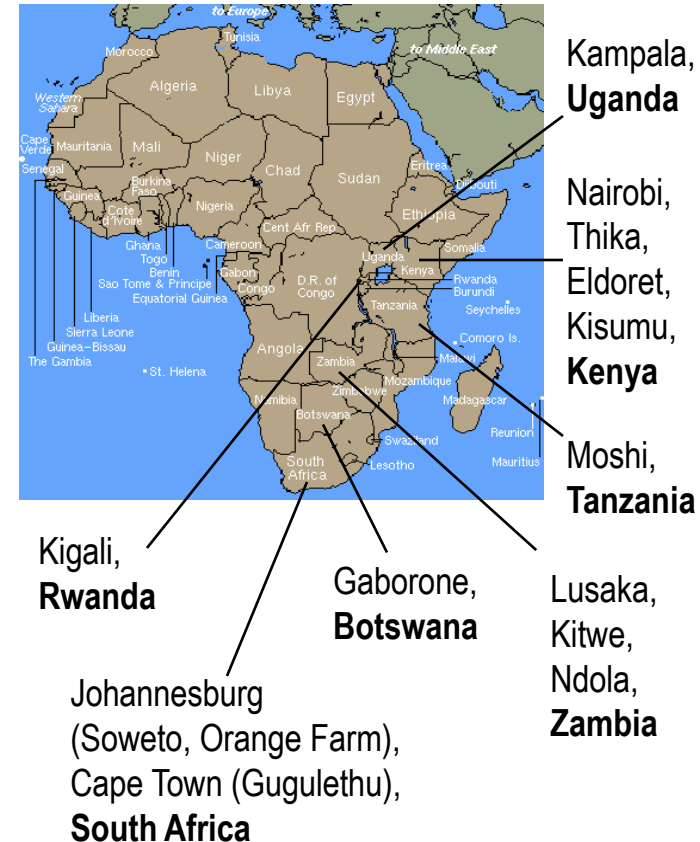 to Europe
to Middle East
Tunisia
Morocco
Algeria
Libya
Egypt
Western
Sahara
Cape
Verde
Mauritania
Mali
Niger
Chad
Sudan
Eritrea
Djibouti
Senegal
Guinea
Burkina
Faso
Cote
d'Ivoire
Nigeria
Ethiopia
Cent Afr Rep
Ghana
Togo
Benin
Cameroon
Sao Tome & Principe
Equatorial Guinea
Gabon
Congo
D.R. of
Congo
Uganda
Kenya
Somalia
Rwanda
Burundi
Tanzania
Seychelles
Liberia
Sierra Leone
Guinea-Bissau
The Gambia
Comoro Is.
Angola
Zambia
Malawi
Mozambique
St. Helena
Zimbabwe
Namibia
Botswana
Madagascar
Swaziland
Reunion
South
Africa
Lesotho
Mauritius
Kampala,
Uganda
Nairobi,
Thika,
Eldoret,
Kisumu,
Kenya
Moshi,
Tanzania
Kigali,
Rwanda
Gaborone,
Botswana
Lusaka,
Kitwe,
Ndola,
Zambia
Johannesburg
(Soweto, Orange Farm),
Cape Town (Gugulethu),
South Africa